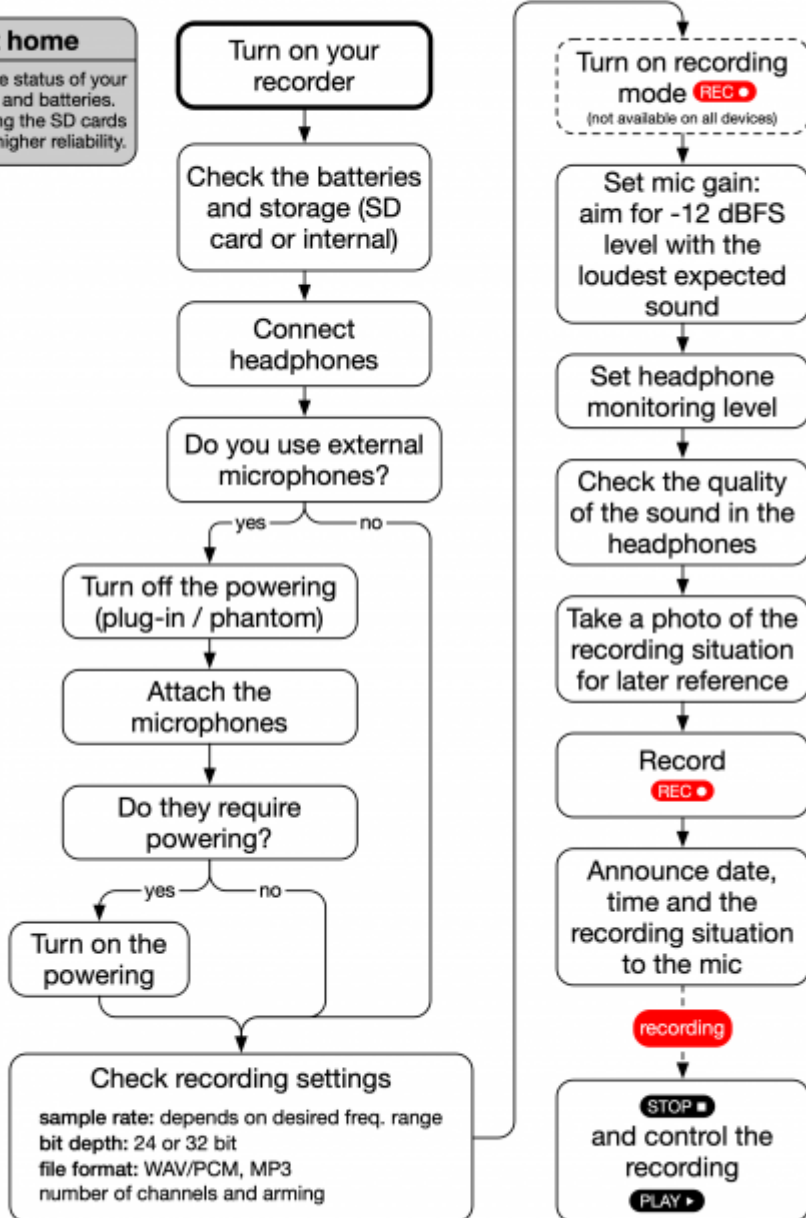 home
status of your
and batteries.
the SD cards
higher reliability.
Turn on your
recorder
Check the batteries
and storage (SD
card or internal)
Connect
headphones
Do you use external
microphones?
yes
no
Turn off the powering
(plug-in / phantom)
Attach the
microphones
Do they require
powering?
yes
no
Turn on the
powering
Check recording settings
sample rate: depends on desired freq. range
bit depth: 24 or 32 bit
file format: WAV/PCM, MP3
number of channels and arming
Turn on recording
mode REC
(not available on all devices)
Set mic gain:
aim for -12 dBFS
level with the
loudest expected
sound
Set headphone
monitoring level
Check the quality
of the sound in the
headphones
Take a photo of the
recording situation
for later reference
Record
REC
Announce date,
time and the
recording situation
to the mic
recording
STOP
and control the
recording
PLAY